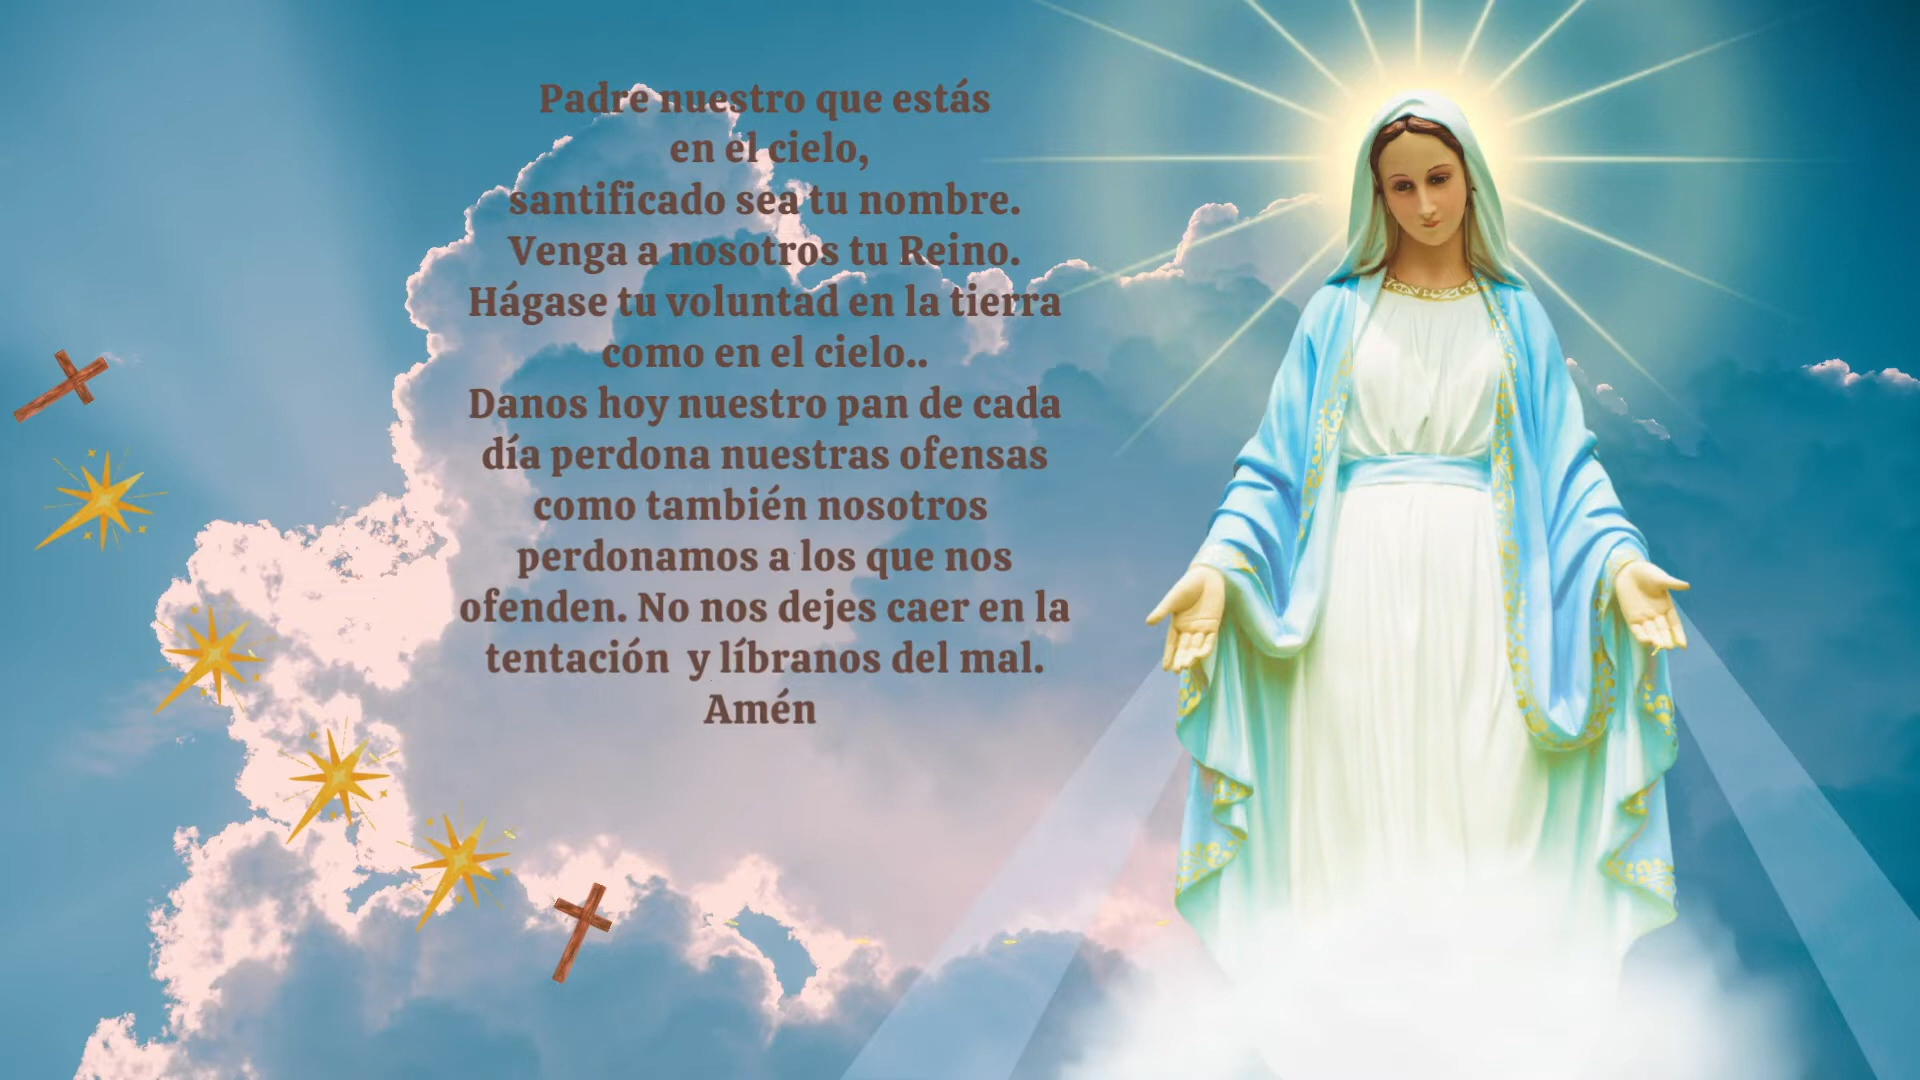 Padre nuestro que estás
en el cielo,
santificado sea tu nombre.
Venga a nosotros tu Reino.
Hágase tu voluntad en la tierra
como en el cielo..
Danos hoy nuestro pan de cada
día perdona nuestras ofensas
como también nosotros
perdonamos a los que nos
ofenden. No nos dejes caer en la
tentación y líbranos del mal.
Amén